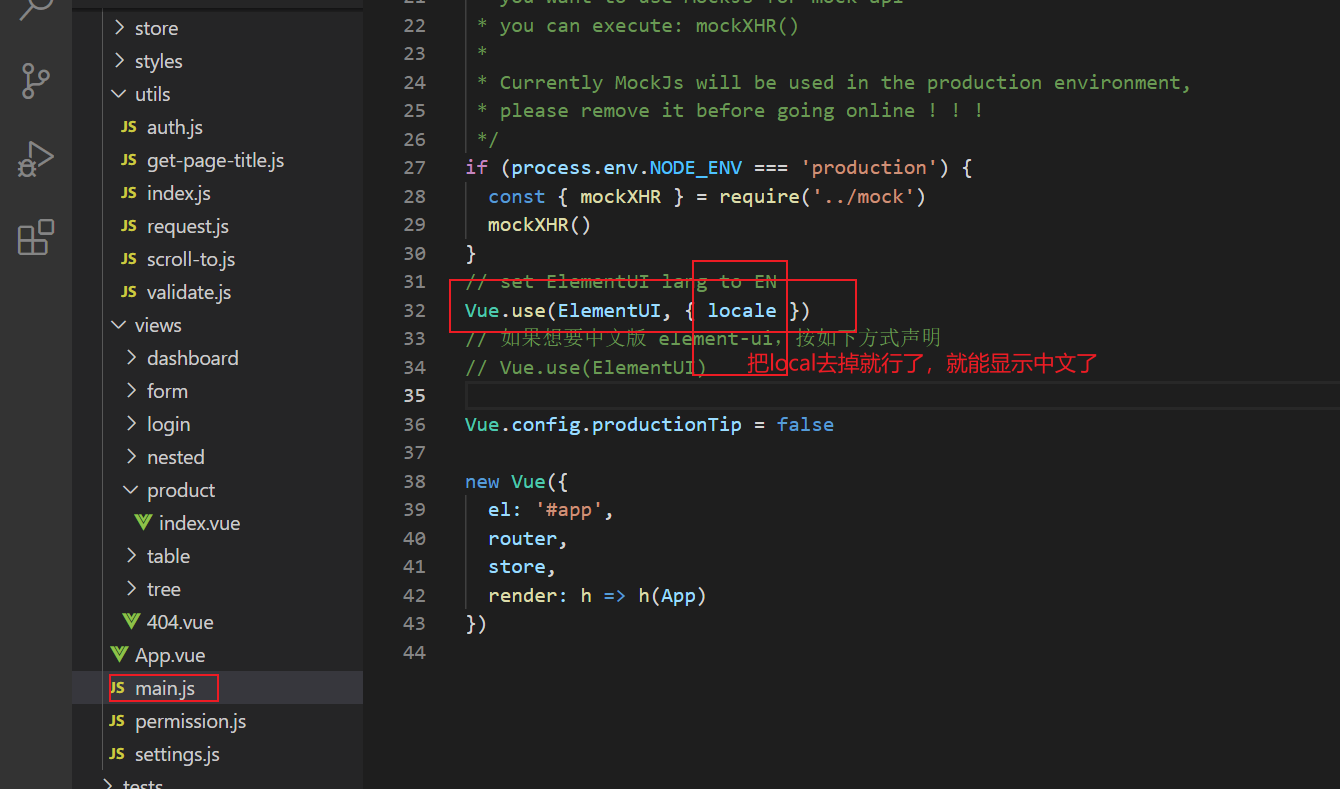 store
styles
utils
JS auth.js
JS get-page-title.js
JS index.js
JS request.js
JS scroll-to.js
JS validate.js
views
dashboard
form
login
nested
product
index.vue
table
tree
404.vue
App.vue
JS main.js
JS permission.js
JS settings.js
tests
21 * you want to use MockJs for mock api
22 * you can execute: mockXHR()
23 *
24 * Currently MockJs will be used in the production environment,
25 * please remove it before going online ! ! !
26 */
27 if (process.env.NODE_ENV === 'production') {
28 const { mockXHR } = require('../mock')
29 mockXHR()
30 }
31 // set ElementUI lang to EN
32 Vue.use(ElementUI, { locale })
33 // 如果想要中文版 element-ui，按如下方式声明
34 // Vue.use(ElementUI)
把local去掉就行了，就能显示中文了
35
36 Vue.config.productionTip = false
37
38 new Vue({
39 el: '#app',
40 router,
41 store,
42 render: h => h(App)
43 })
44